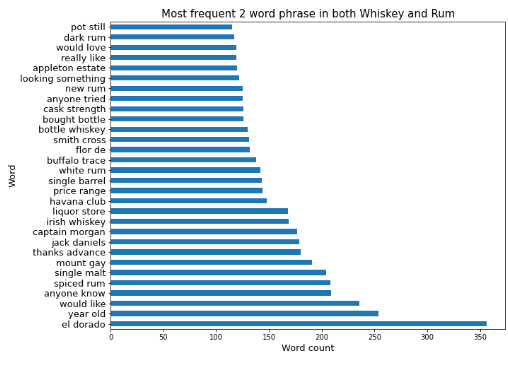 Most frequent 2 word phrase in both Whiskey and Rum
Word
pot still
dark rum
would love
really like
appleton estate
looking something
new rum
anyone tried
cask strength
bought bottle
bottle whiskey
smith cross
flor de
buffalo trace
white rum
single barrel
price range
havana club
liquor store
irish whiskey
captain morgan
jack daniels
thanks advance
mount gay
single malt
spiced rum
anyone know
would like
year old
el dorado
0 50 100 150 200 250 300 350
Word count